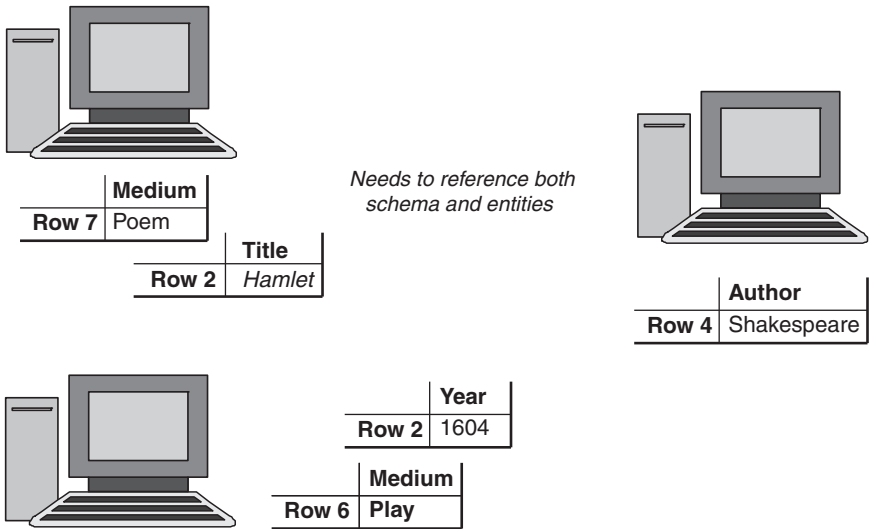 Medium
Row 7 Poem
Title
Row 2 Hamlet
Needs to reference both
schema and entities
Author
Row 4 Shakespeare
Year
Row 2 1604
Medium
Row 6 Play